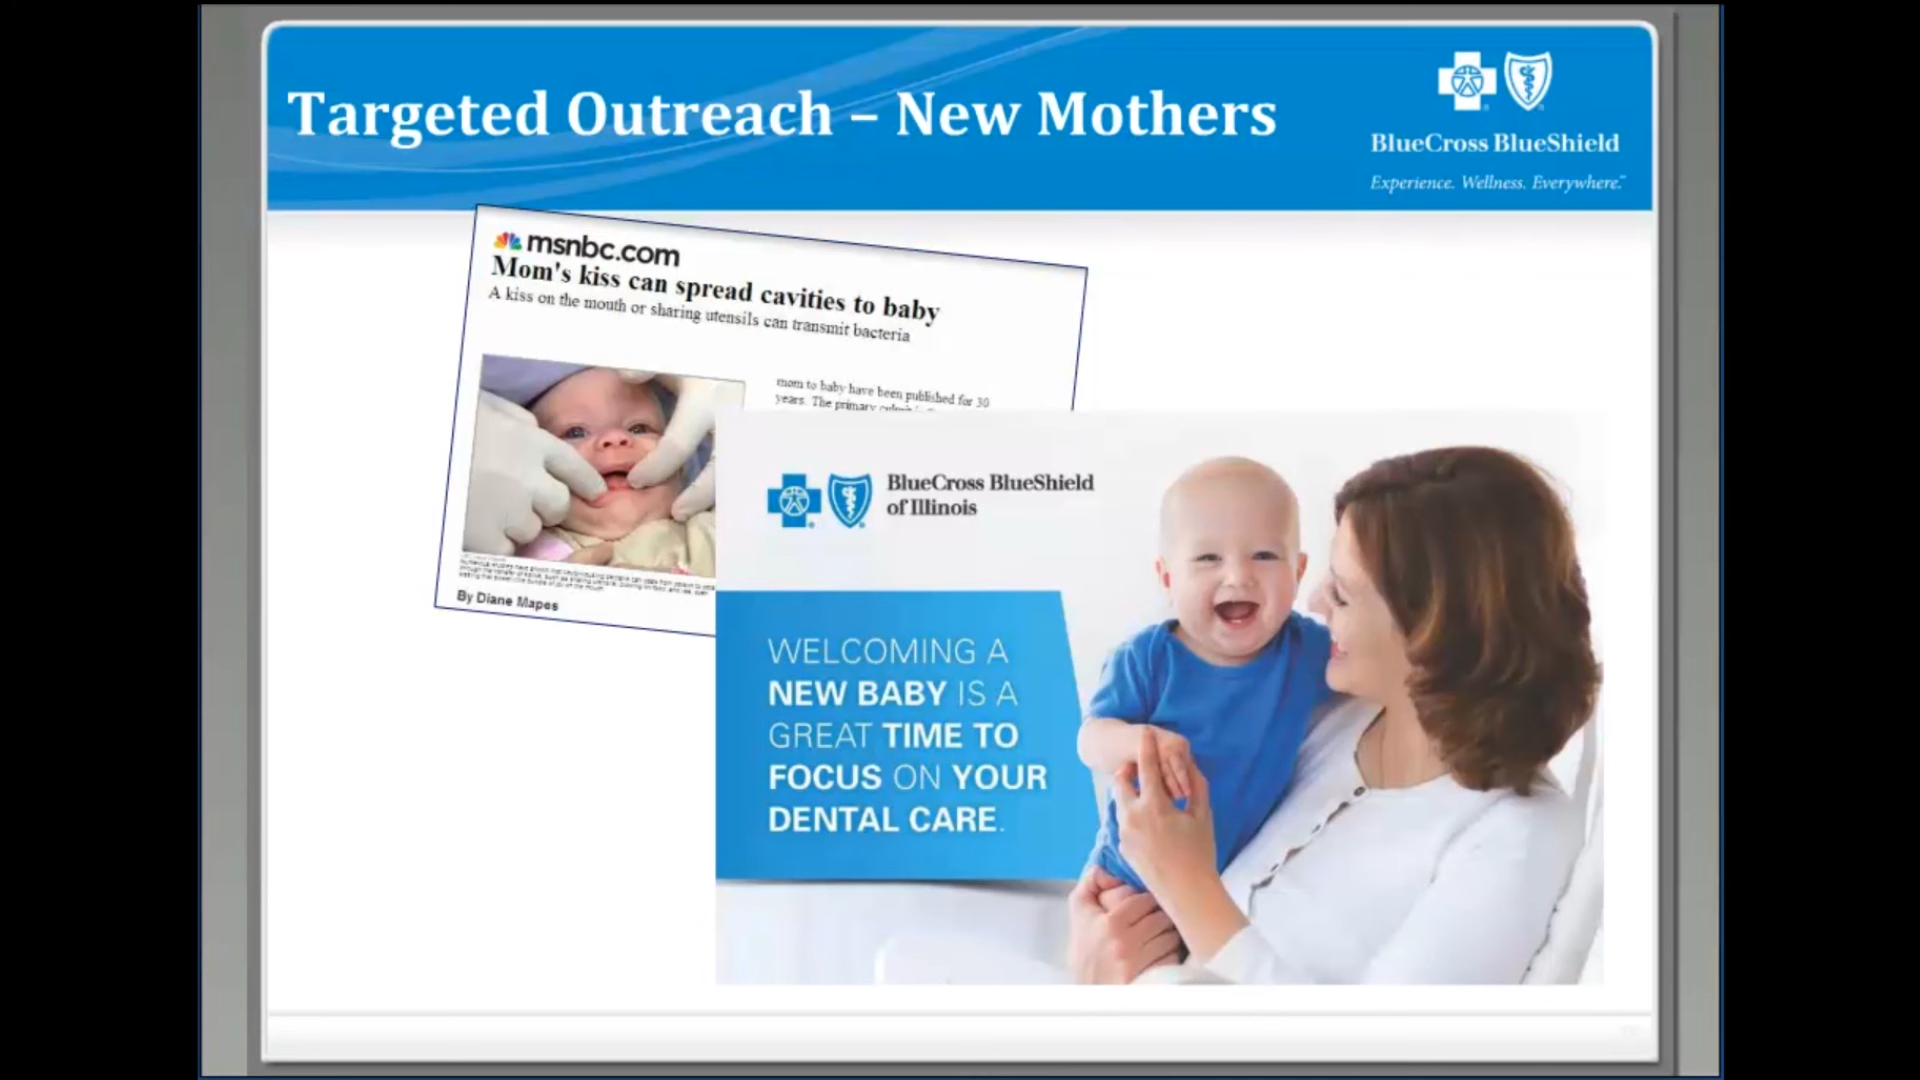 Targeted Outreach – New Mothers
BlueCross BlueShield
Experience. Wellness. Everywhere.
msnbc.com
Mom's kiss can spread cavities to baby
A kiss on the mouth or sharing utensils can transmit bacteria
mom to baby have been published for 30
years. The primary
By Diane Mapes
BlueCross BlueShield
of Illinois
WELCOMING A
NEW BABY IS A
GREAT TIME TO
FOCUS ON YOUR
DENTAL CARE.